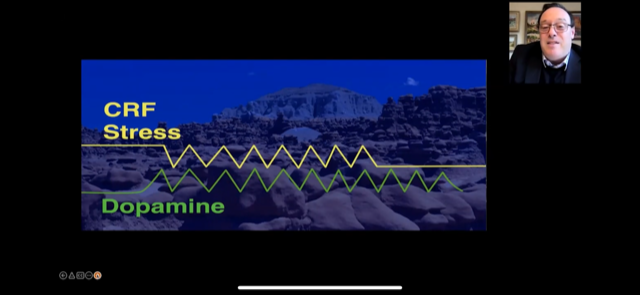 CRF
Stress
Dopamine